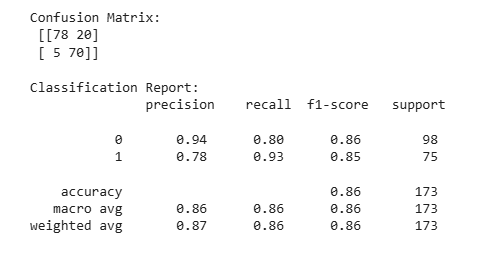 Confusion Matrix:
[[78 20]
[ 5 70]]
Classification Report:
precision recall f1-score support
0 0.94 0.80 0.86 98
1 0.78 0.93 0.85 75
accuracy 0.86 173
macro avg 0.86 0.86 0.86 173
weighted avg 0.87 0.86 0.86 173